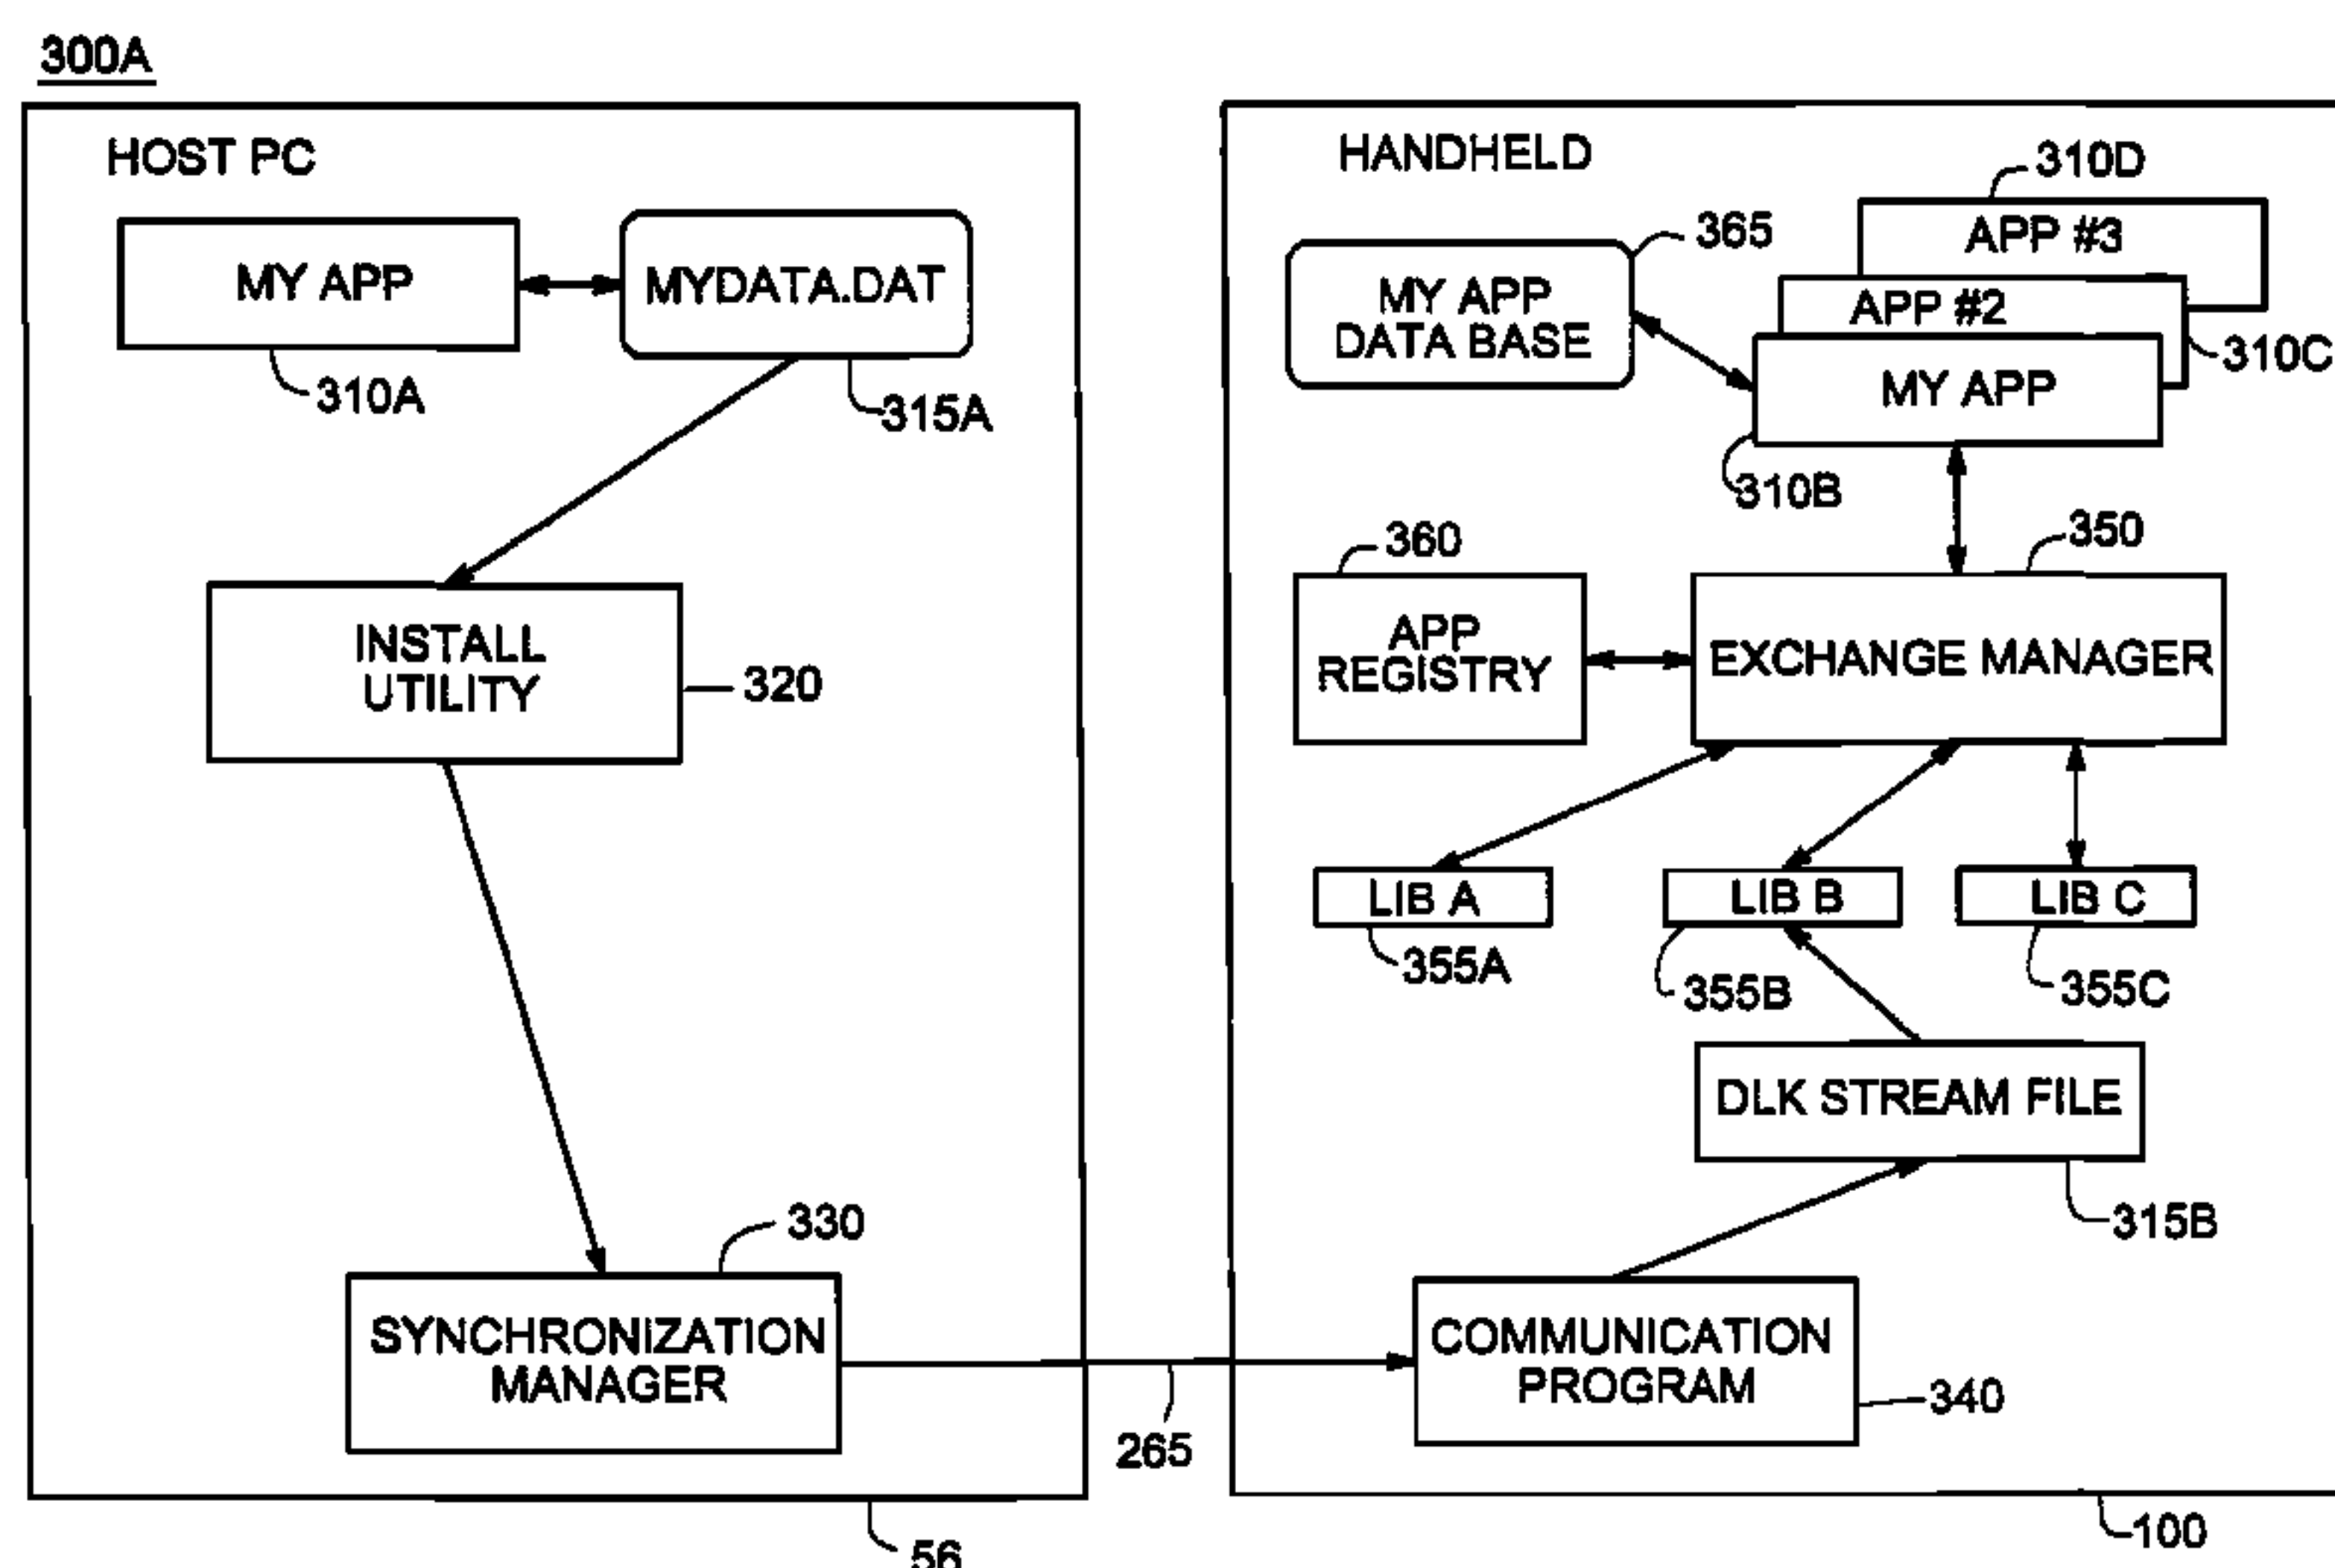 300A
HOST PC
MY APP
MYDATA.DAT
310A
315A
INSTALL
UTILITY
320
330
SYNCHRONIZATION
MANAGER
56
265
HANDHELD
310D
APP #3
365
MY APP
DATA BASE
APP #2
310C
MY APP
310B
360
350
APP
REGISTRY
EXCHANGE MANAGER
LIB A
LIB B
LIB C
355A
355B
355C
DLK STREAM FILE
315B
COMMUNICATION
PROGRAM
340
100